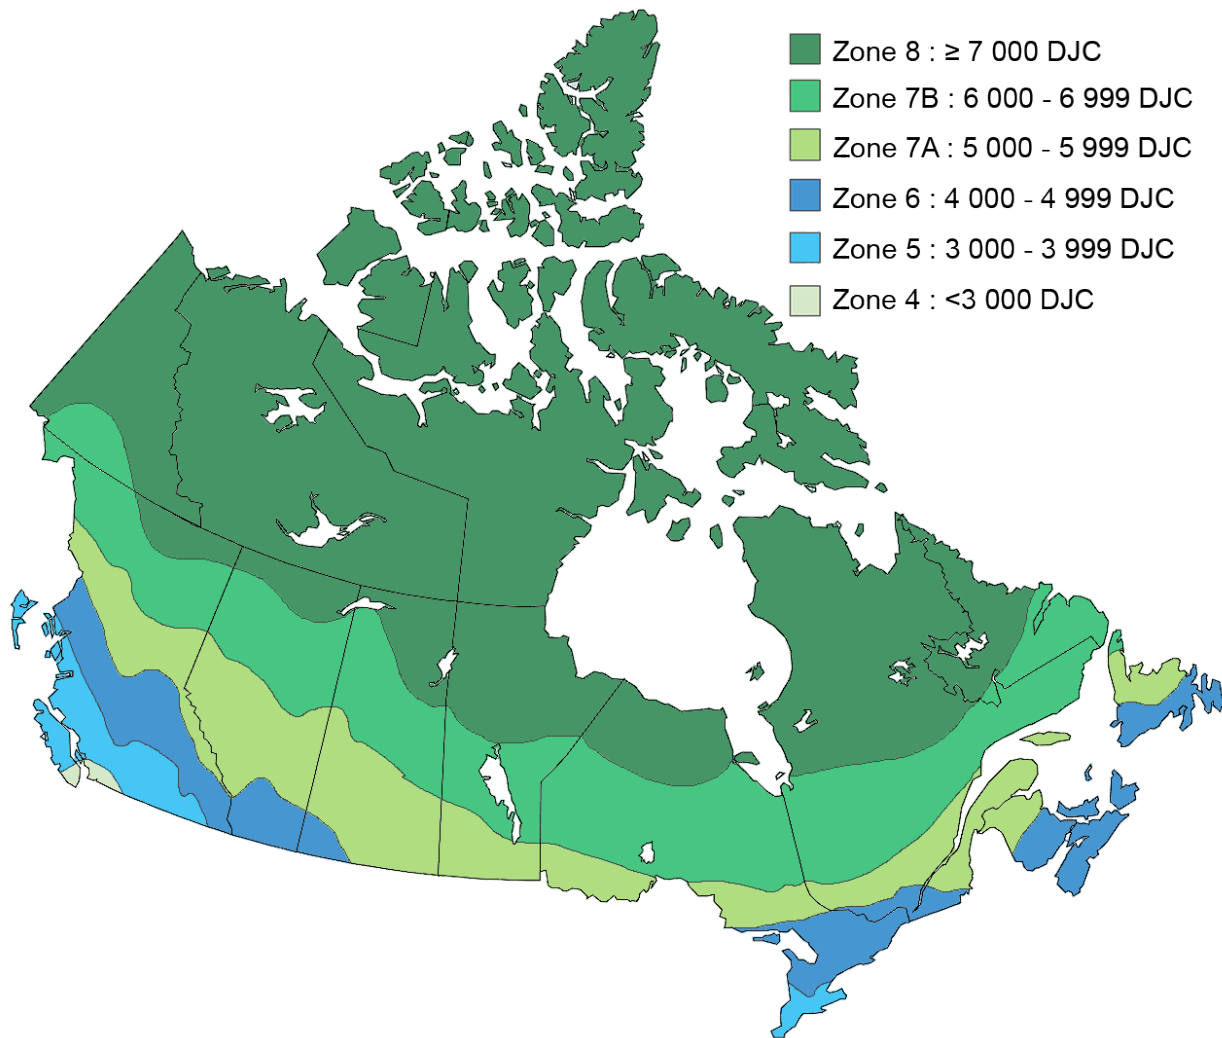 Zone 8 : ≥ 7 000 DJC
Zone 7B : 6 000 - 6 999 DJC
Zone 7A : 5 000 - 5 999 DJC
Zone 6 : 4 000 - 4 999 DJC
Zone 5 : 3 000 - 3 999 DJC
Zone 4 : <3 000 DJC